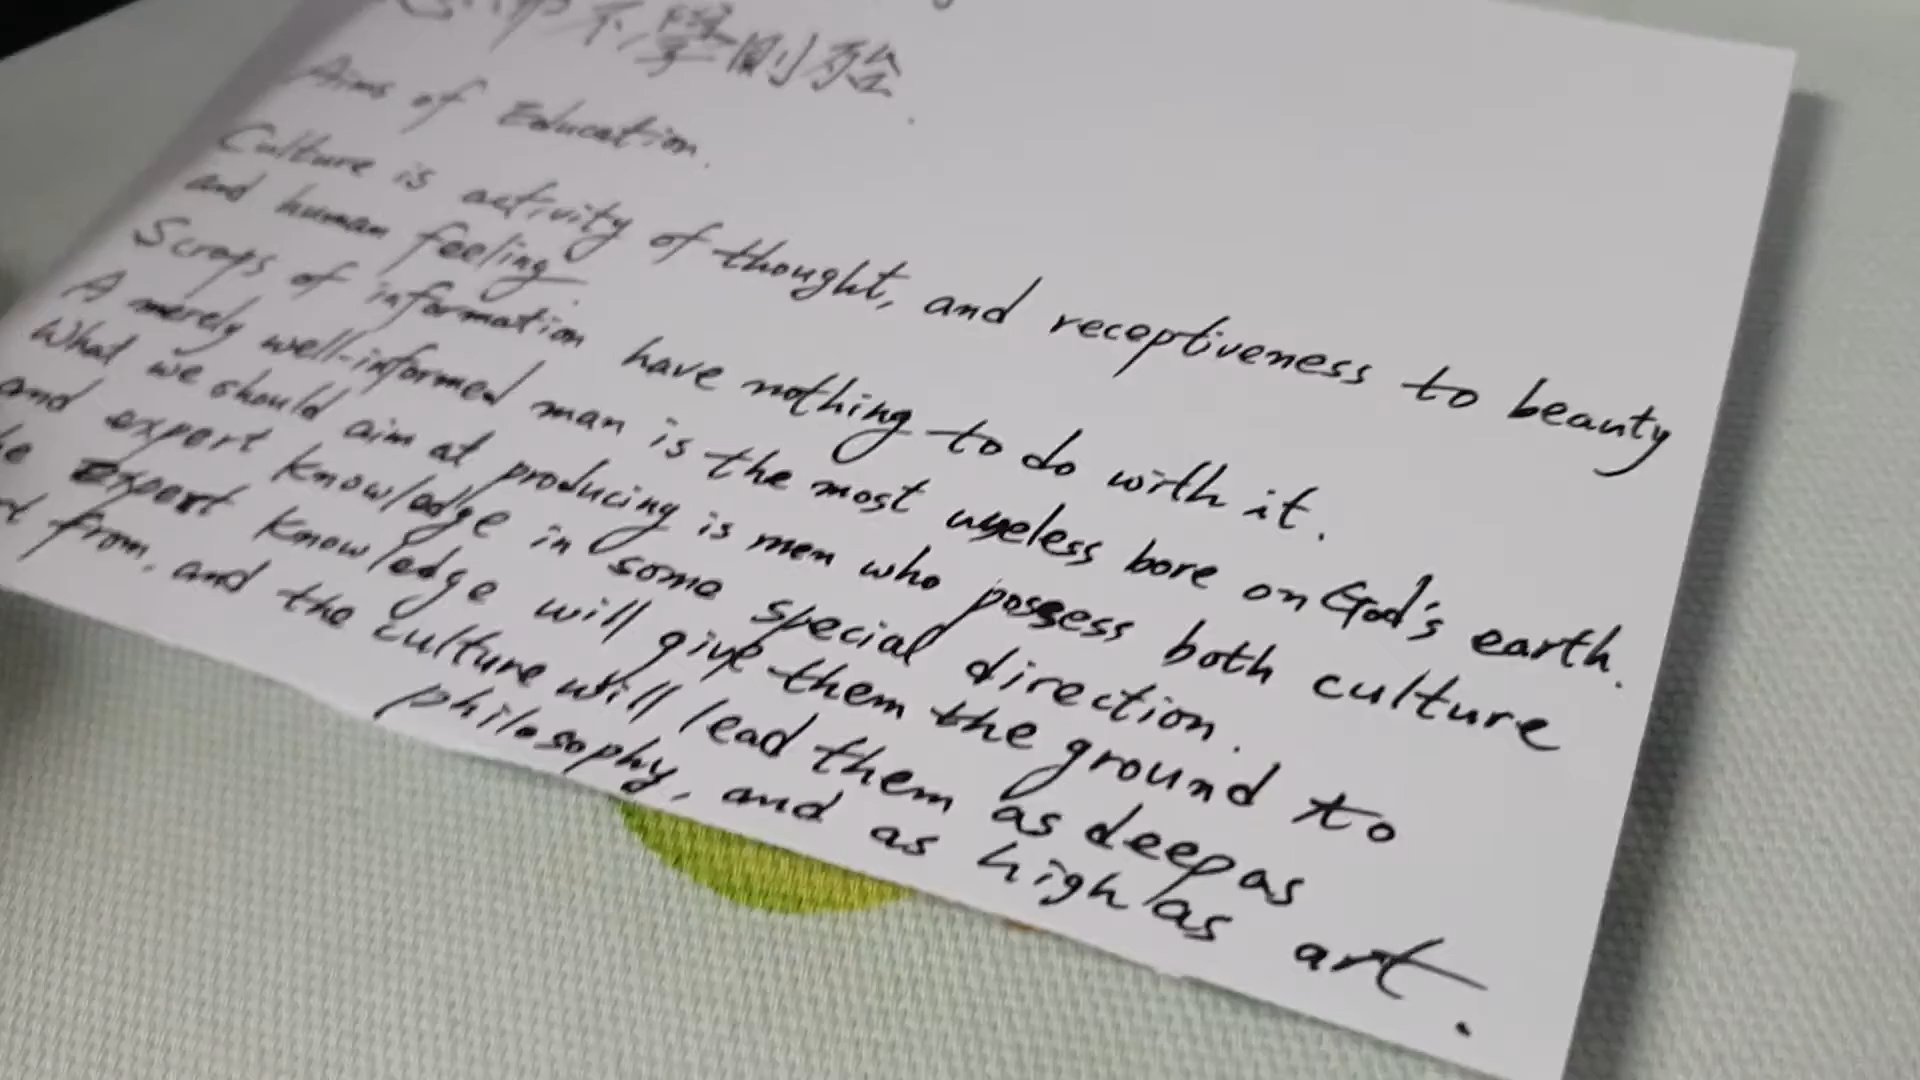 不學則殆
Aims of Education.
Culture is activity of thought, and receptiveness to beauty
and human feeling.
Scraps of information have nothing to do with it.
A merely well-informed man is the most useless bore on God's earth.
What we should aim at producing is men who possess both culture
and expert knowledge in some special direction.
Expert knowledge will give them the ground to
from, and the culture will lead them as deep as
philosophy, and as high as art.